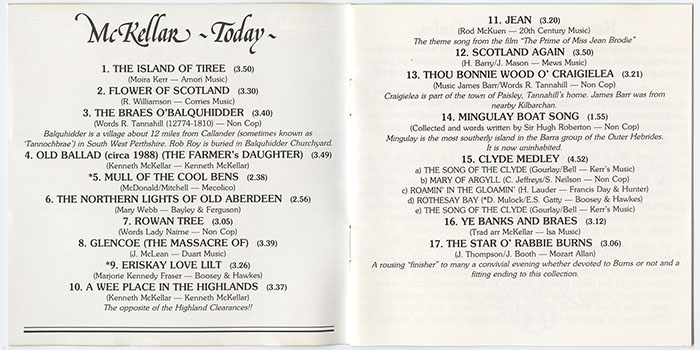 McKellar ~ Today ~
1. THE ISLAND OF TIREE (3.50)
(Moira Kerr — Amori Music)
2. FLOWER OF SCOTLAND (3.30)
(R. Williamson — Corries Music)
3. THE BRAES O'BALQUHIDDER (3.40)
(Words R. Tannahill (12774-1810) — Non Cop)
Balquhidder is a village about 12 miles from Callander (sometimes known as
'Tannochbrae') in South West Perthshire. Rob Roy is buried in Balquhidder Churchyard.
4. OLD BALLAD (circa 1988) (THE FARMER'S DAUGHTER) (3.49)
(Kenneth McKellar — Kenneth McKellar)
*5. MULL OF THE COOL BENS (2.38)
(McDonald/Mitchell — Mecolico)
6. THE NORTHERN LIGHTS OF OLD ABERDEEN (2.56)
(Mary Webb — Bayley & Ferguson)
7. ROWAN TREE (3.05)
(Words Lady Nairne — Non Cop)
8. GLENCOE (THE MASSACRE OF) (3.39)
(J. McLean — Duart Music)
*9. ERISKAY LOVE LILT (3.26)
(Marjorie Kennedy Fraser — Boosey & Hawkes)
10. A WEE PLACE IN THE HIGHLANDS (3.37)
(Kenneth McKellar — Kenneth McKellar)
The opposite of the Highland Clearances!!
11. JEAN (3.20)
(Rod McKuen — 20th Century Music)
The theme song from the film "The Prime of Miss Jean Brodie"
12. SCOTLAND AGAIN (3.50)
(H. Barry/J. Mason — Mews Music)
13. THOU BONNIE WOOD O' CRAIGIELEA (3.21)
(Music James Barr/Words R. Tannahill — Non Cop)
Craigielea is part of the town of Paisley, Tannahill's home. James Barr was from
nearby Kilbarchan.
14. MINGULAY BOAT SONG (1.55)
(Collected and words written by Sir Hugh Roberton — Non Cop)
Mingulay is the most southerly island in the Barra group of the Outer Hebrides.
It is now uninhabited.
15. CLYDE MEDLEY (4.52)
a) THE SONG OF THE CLYDE (Gourlay/Bell — Kerr's Music)
b) MARY OF ARGYLL (C. Jeffreys/S. Neilson — Non Cop)
c) ROAMIN' IN THE GLOAMIN' (H. Lauder — Francis Day & Hunter)
d) ROTHESAY BAY (*D. Mulock/E.S. Gatty — Boosey & Hawkes)
e) THE SONG OF THE CLYDE (Gourlay/Bell — Kerr's Music)
16. YE BANKS AND BRAES (3.12)
(Trad arr McKellar — Isa Music)
17. THE STAR O' RABBIE BURNS (3.06)
(J. Thompson/J. Booth — Mozart Allan)
A rousing "finisher" to many a convivial evening whether devoted to Burns or not and a
fitting ending to this collection.